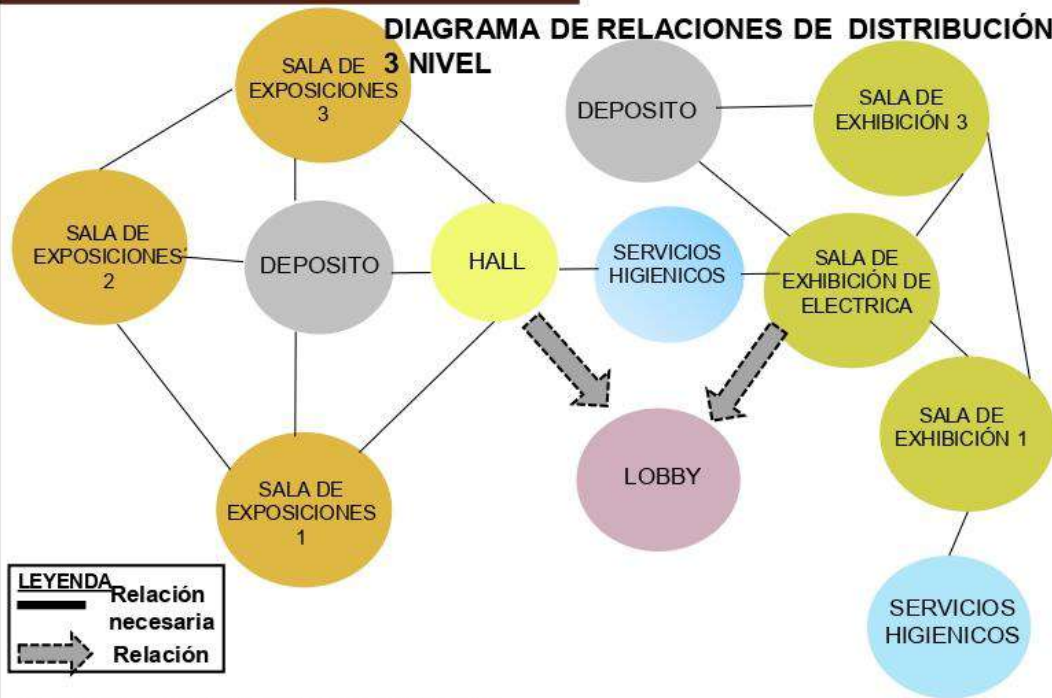 DIAGRAMA DE RELACIONES DE DISTRIBUCIÓN
3 NIVEL
SALA DE
EXPOSICIONES
3
DEPOSITO
SALA DE
EXHIBICIÓN 3
SALA DE
EXPOSICIONES
2
DEPOSITO
HALL
SERVICIOS
HIGIENICOS
SALA DE
EXHIBICIÓN DE
ELECTRICA
SALA DE
EXHIBICIÓN 1
LOBBY
SALA DE
EXPOSICIONES
1
SERVICIOS
HIGIENICOS
LEYENDA
Relación
necesaria
Relación